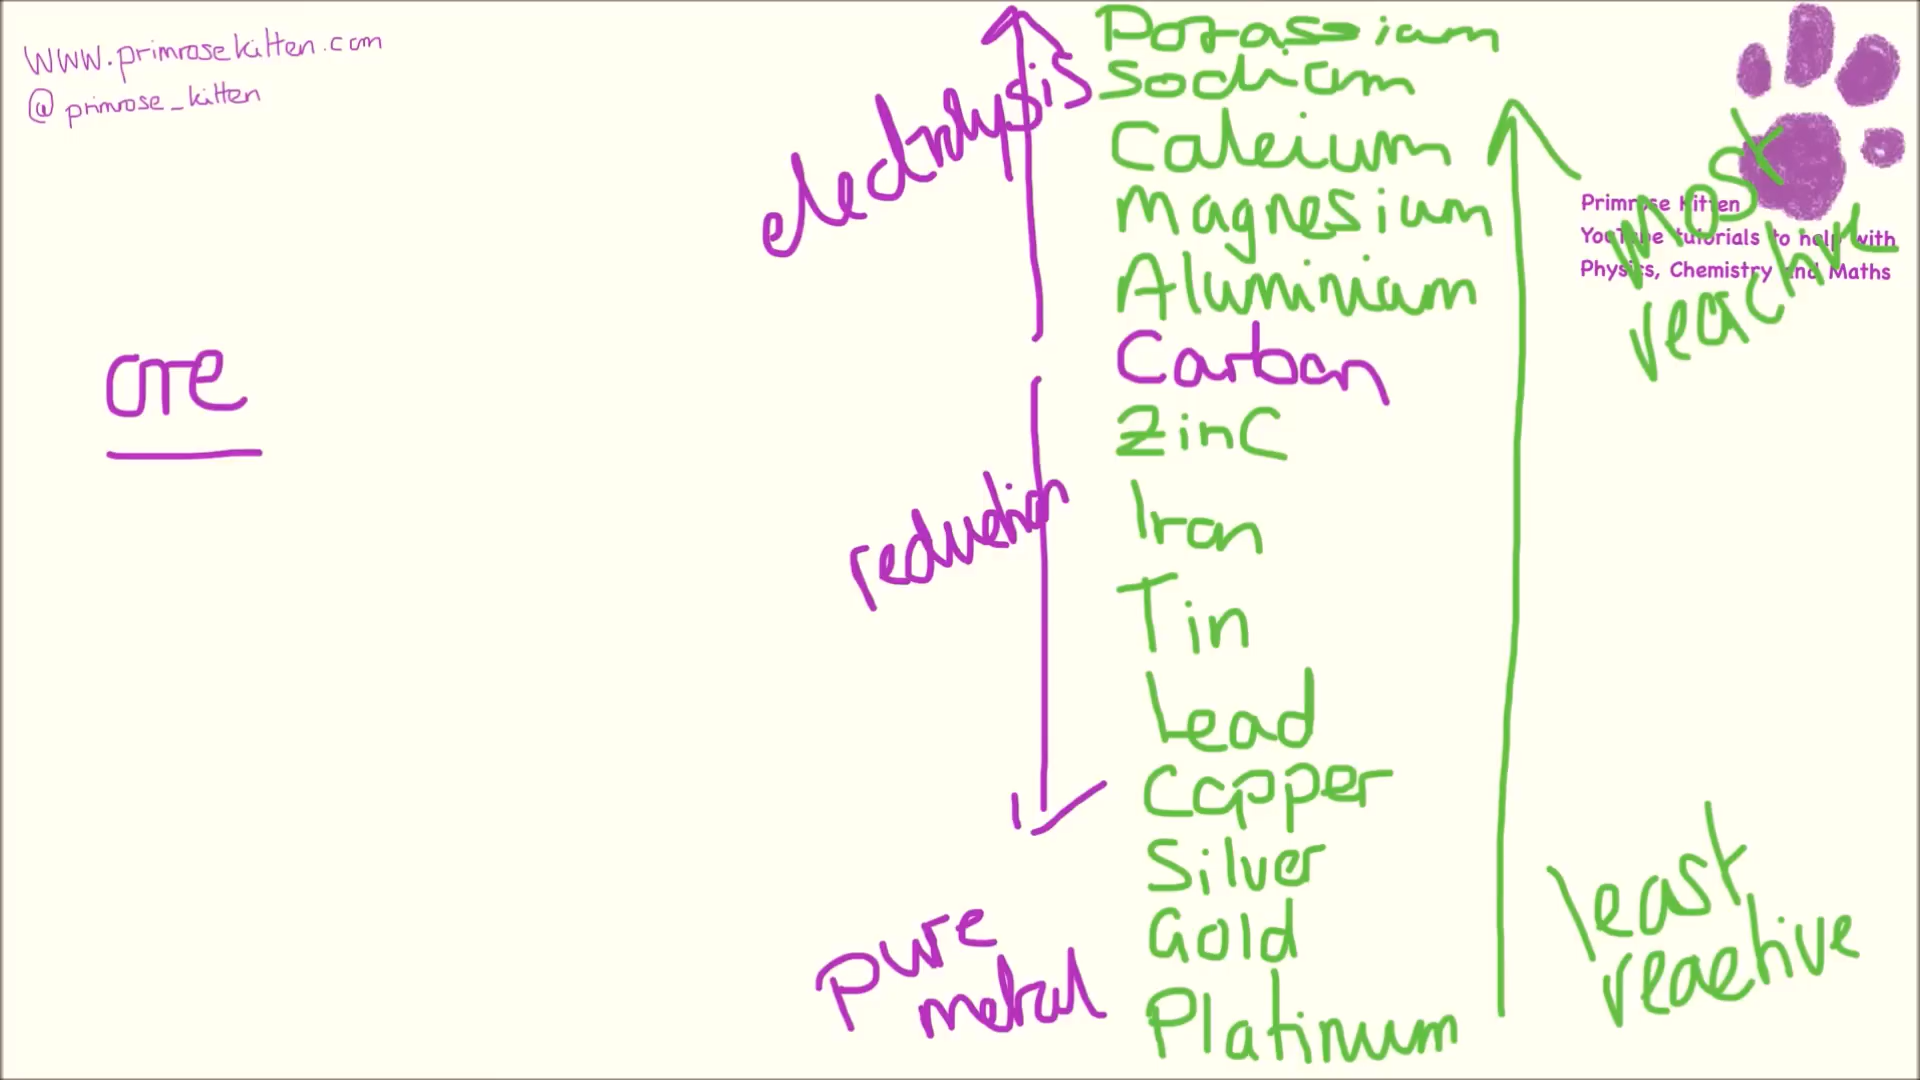 www.primrosekitten.com
@primrose_kitten
ore
electrolysis
reduction
pure
metal
Potassium
Sodium
Calcium
Magnesium
Aluminium
Carbon
Zinc
Iron
Tin
Lead
Copper
Silver
Gold
Platinum
most
reactive
least
reactive
Primrose Kitten
YouTube tutorials to help with
Physics, Chemistry and Maths